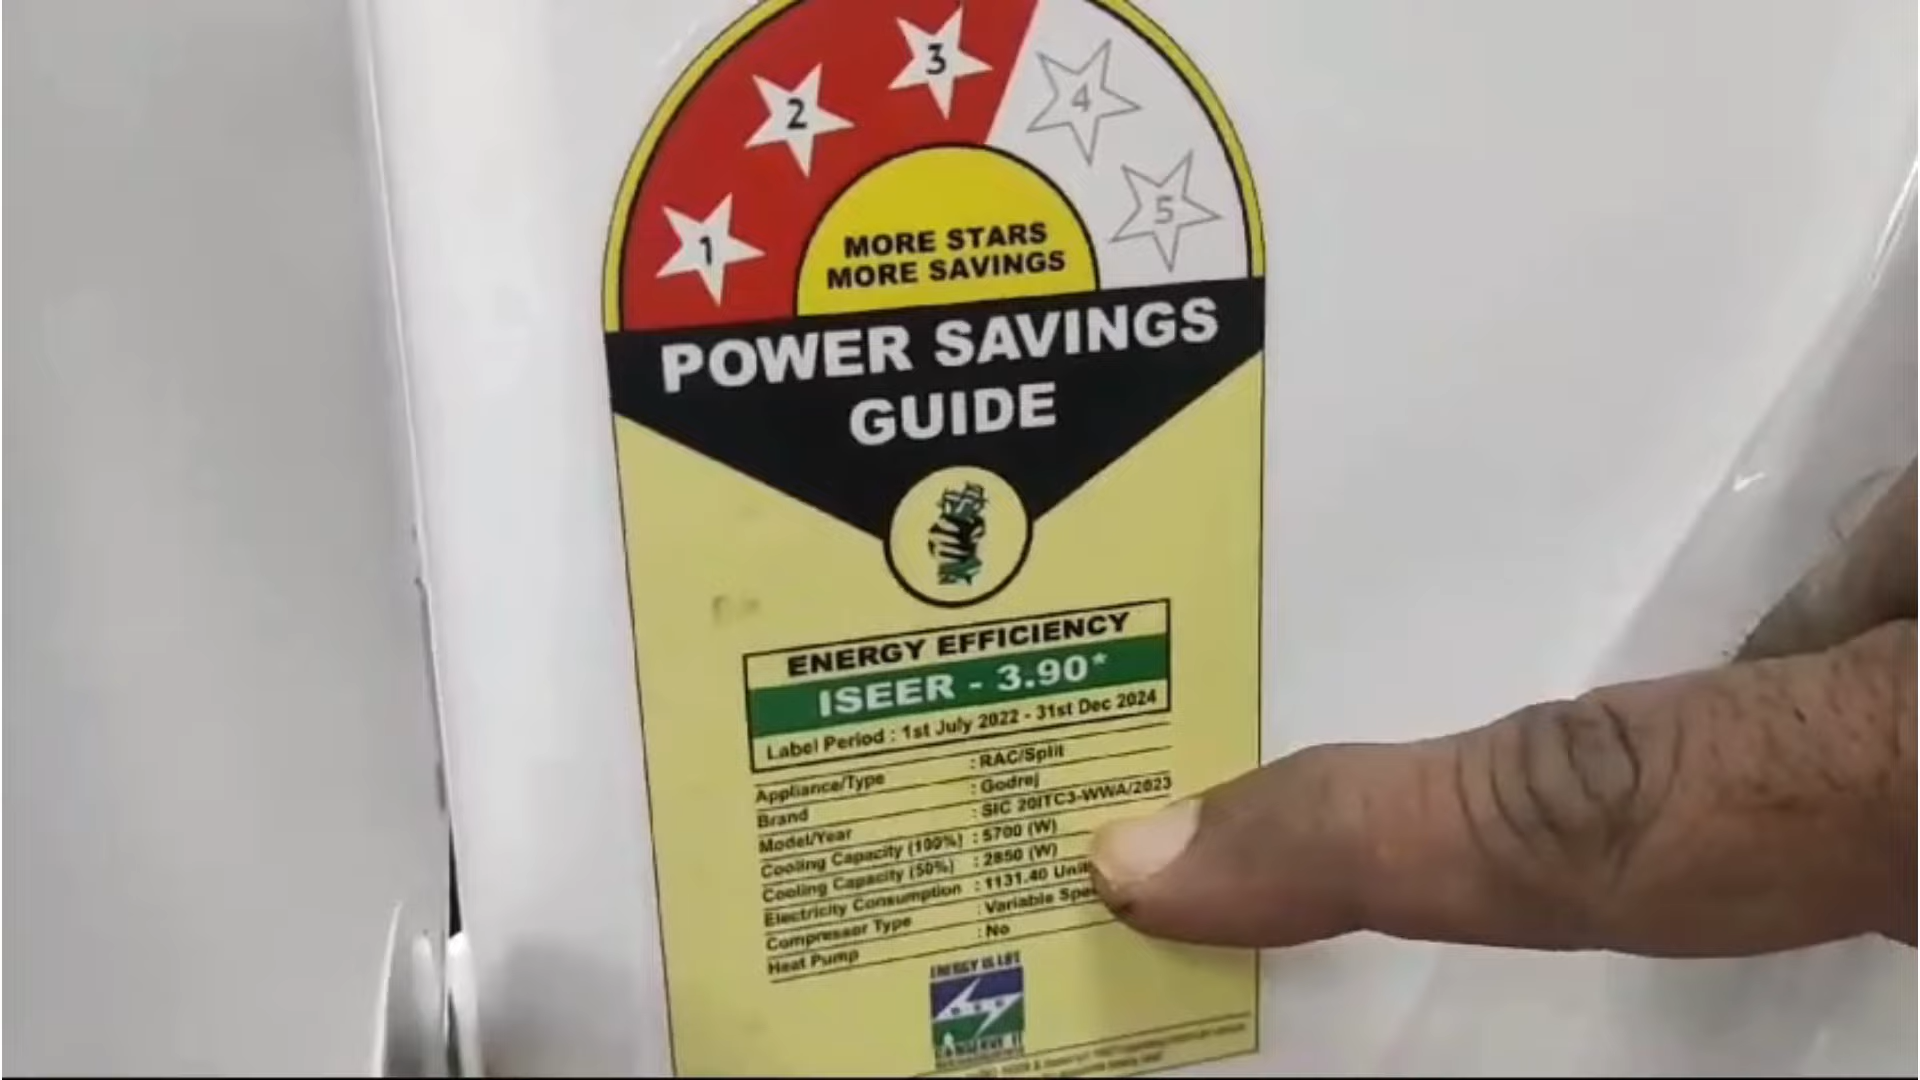 1
2
3
4
5
MORE STARS
MORE SAVINGS
POWER SAVINGS
GUIDE
ENERGY EFFICIENCY
ISEER - 3.90*
Label Period : 1st July 2022 - 31st Dec 2024
Appliance/Type : RAC/Split
Brand : Godrej
Model/Year : SIC 20ITC3-WWA/2023
Cooling Capacity (100%) : 5700 (W)
Cooling Capacity (50%) : 2850 (W)
Electricity Consumption : 1131.40
Compressor Type : Variable
Heat Pump : No
ENERGY IS LIFE
CONSERVE IT